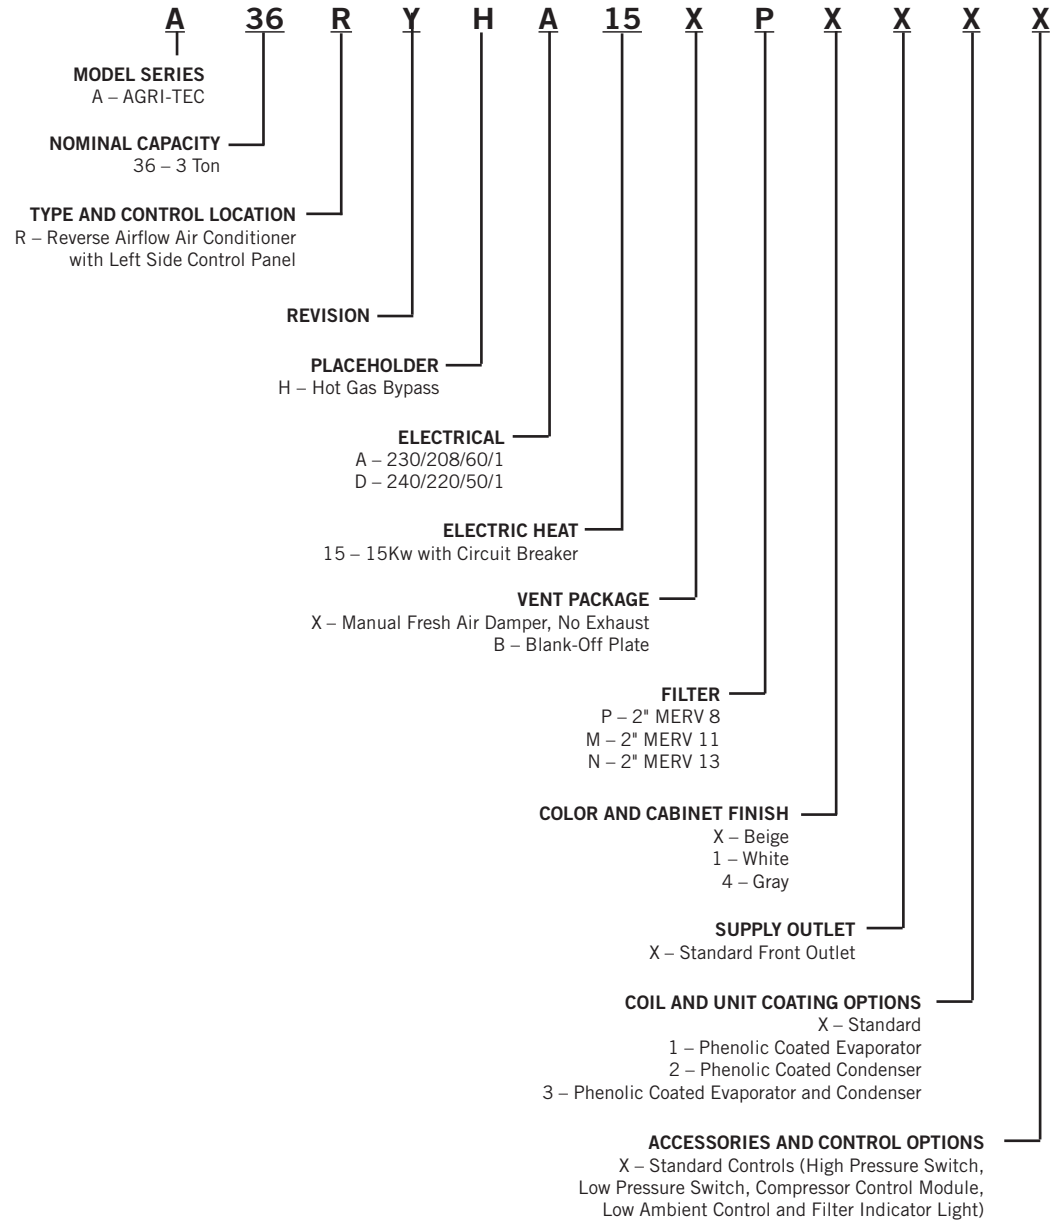 A 36 R Y H A 15 X P X X X X
MODEL SERIES
A – AGRI-TEC
NOMINAL CAPACITY
36 – 3 Ton
TYPE AND CONTROL LOCATION
R – Reverse Airflow Air Conditioner
with Left Side Control Panel
REVISION
PLACEHOLDER
H – Hot Gas Bypass
ELECTRICAL
A – 230/208/60/1
D – 240/220/50/1
ELECTRIC HEAT
15 – 15Kw with Circuit Breaker
VENT PACKAGE
X – Manual Fresh Air Damper, No Exhaust
B – Blank-Off Plate
FILTER
P – 2" MERV 8
M – 2" MERV 11
N – 2" MERV 13
COLOR AND CABINET FINISH
X – Beige
1 – White
4 – Gray
SUPPLY OUTLET
X – Standard Front Outlet
COIL AND UNIT COATING OPTIONS
X – Standard
1 – Phenolic Coated Evaporator
2 – Phenolic Coated Condenser
3 – Phenolic Coated Evaporator and Condenser
ACCESSORIES AND CONTROL OPTIONS
X – Standard Controls (High Pressure Switch,
Low Pressure Switch, Compressor Control Module,
Low Ambient Control and Filter Indicator Light)